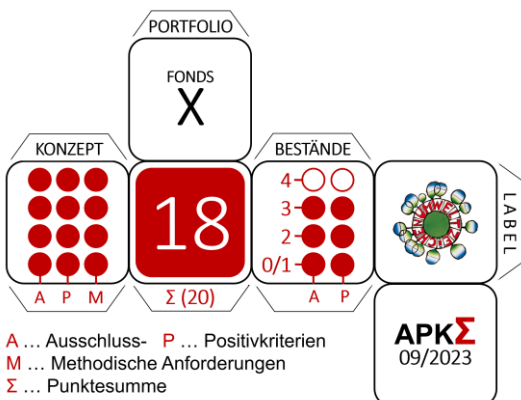 PORTFOLIO
FONDS
X
KONZEPT
BESTÄNDE
18
4
3
2
0/1
A P M
Σ (20)
A P
UMWELTZEICHEN
LABEL
A ... Ausschluss- P ... Positivkriterien
M ... Methodische Anforderungen
Σ ... Punktesumme
APKΣ
09/2023